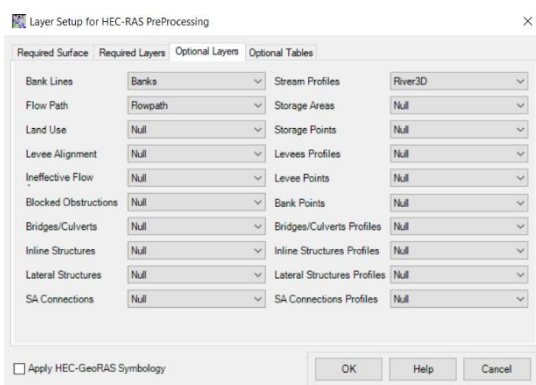 Layer Setup for HEC-RAS PreProcessing
Required Surface Required Layers Optional Layers Optional Tables
Bank Lines Banks Stream Profiles River3D
Flow Path Flowpath Storage Areas Null
Land Use Null Storage Points Null
Levee Alignment Null Levees Profiles Null
Ineffective Flow Null Levee Points Null
Blocked Obstructions Null Bank Points Null
Bridges/Culverts Null Bridges/Culverts Profiles Null
Inline Structures Null Inline Structures Profiles Null
Lateral Structures Null Lateral Structures Profiles Null
SA Connections Null SA Connections Profiles Null
Apply HEC-GeoRAS Symbology OK Help Cancel